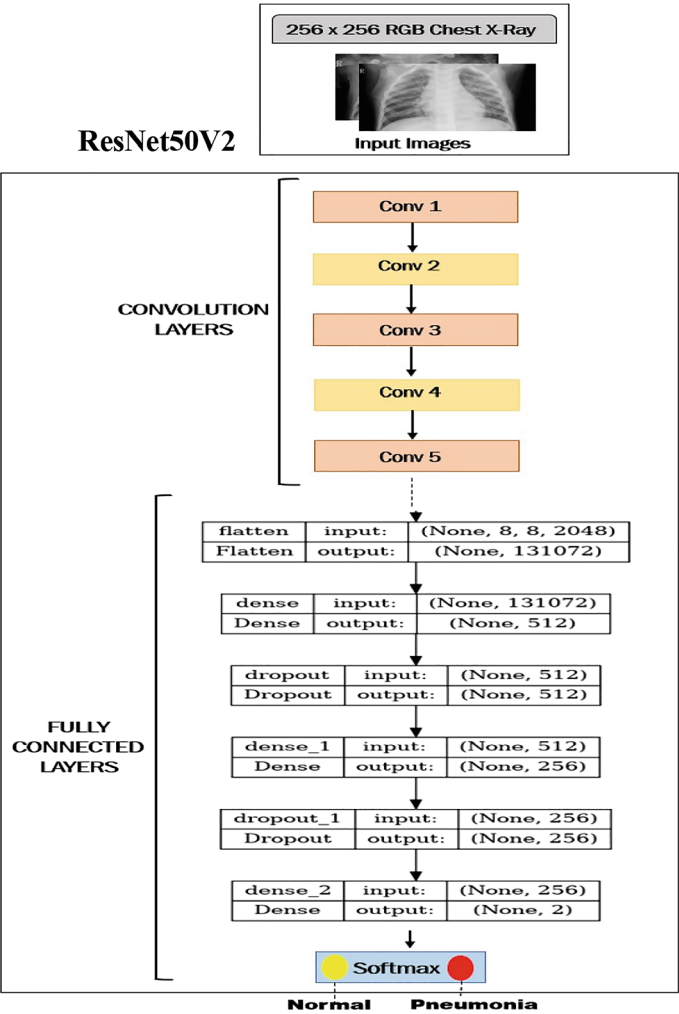 256 x 256 RGB Chest X-Ray
R
R
Input Images
ResNet50V2
CONVOLUTION
LAYERS
Conv 1
Conv 2
Conv 3
Conv 4
Conv 5
FULLY
CONNECTED
LAYERS
flatten input: (None, 8, 8, 2048)
Flatten output: (None, 131072)
dense input: (None, 131072)
Dense output: (None, 512)
dropout input: (None, 512)
Dropout output: (None, 512)
dense_1 input: (None, 512)
Dense output: (None, 256)
dropout_1 input: (None, 256)
Dropout output: (None, 256)
dense_2 input: (None, 256)
Dense output: (None, 2)
Softmax
Normal Pneumonia